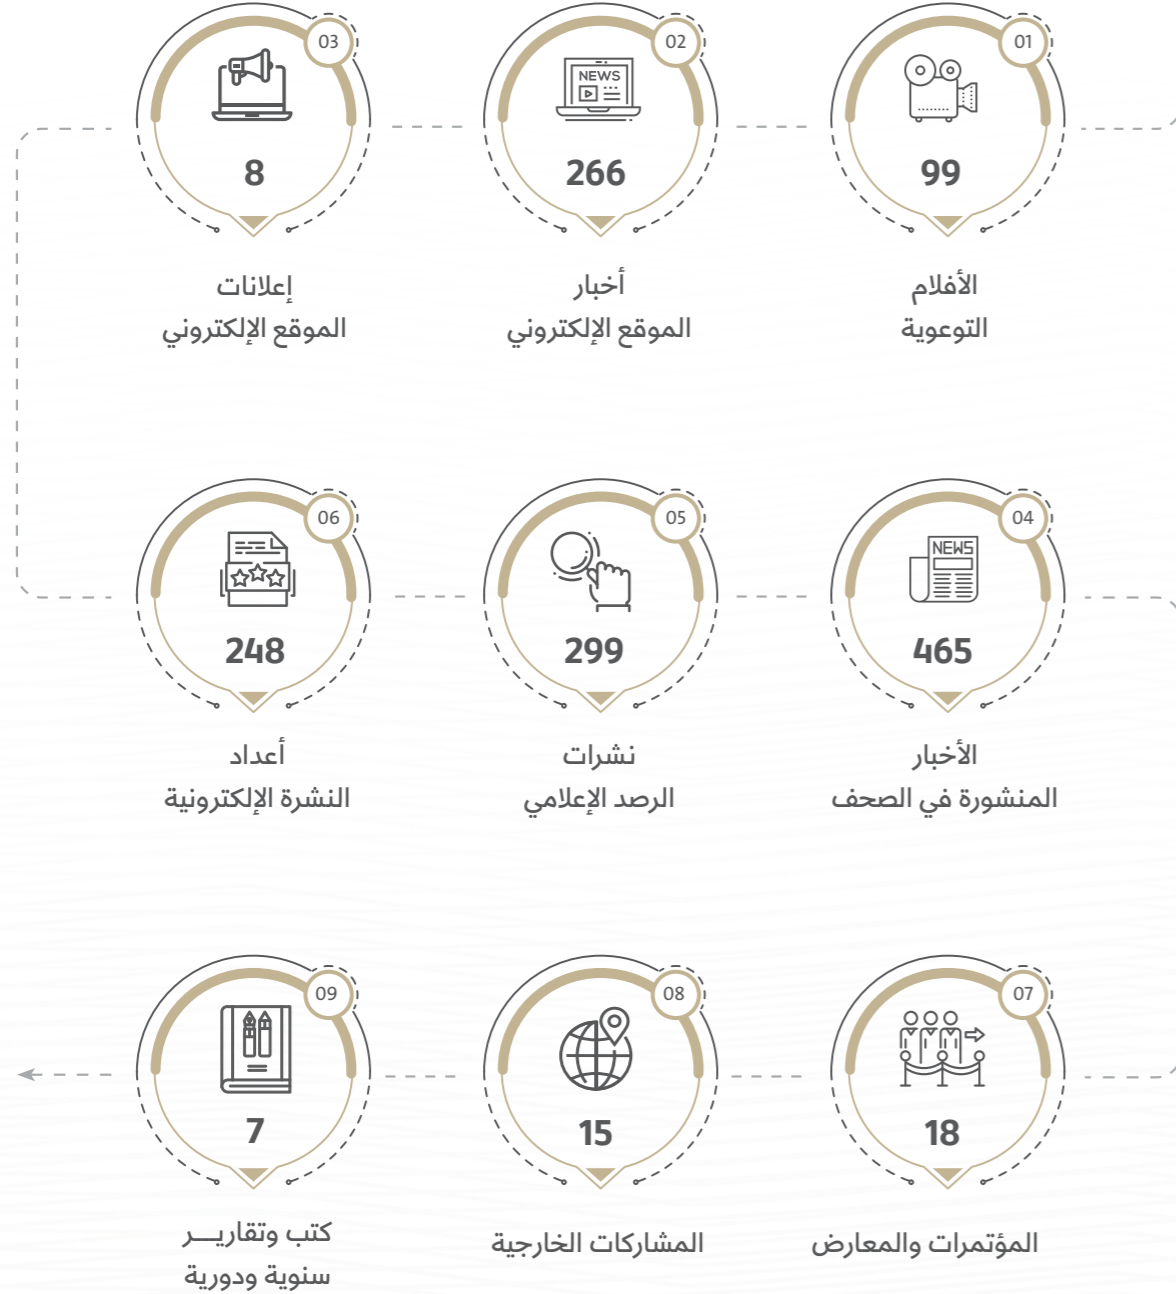 01
99
الأفلام
التوعوية
02
NEWS
266
أخبار
الموقع الإلكتروني
03
8
إعلانات
الموقع الإلكتروني
04
NEWS
465
الأخبار
المنشورة في الصحف
05
299
نشرات
الرصد الإعلامي
06
248
أعداد
النشرة الإلكترونية
07
18
المؤتمرات والمعارض
08
15
المشاركات الخارجية
09
7
كتب وتقاريـــر
سنوية ودورية